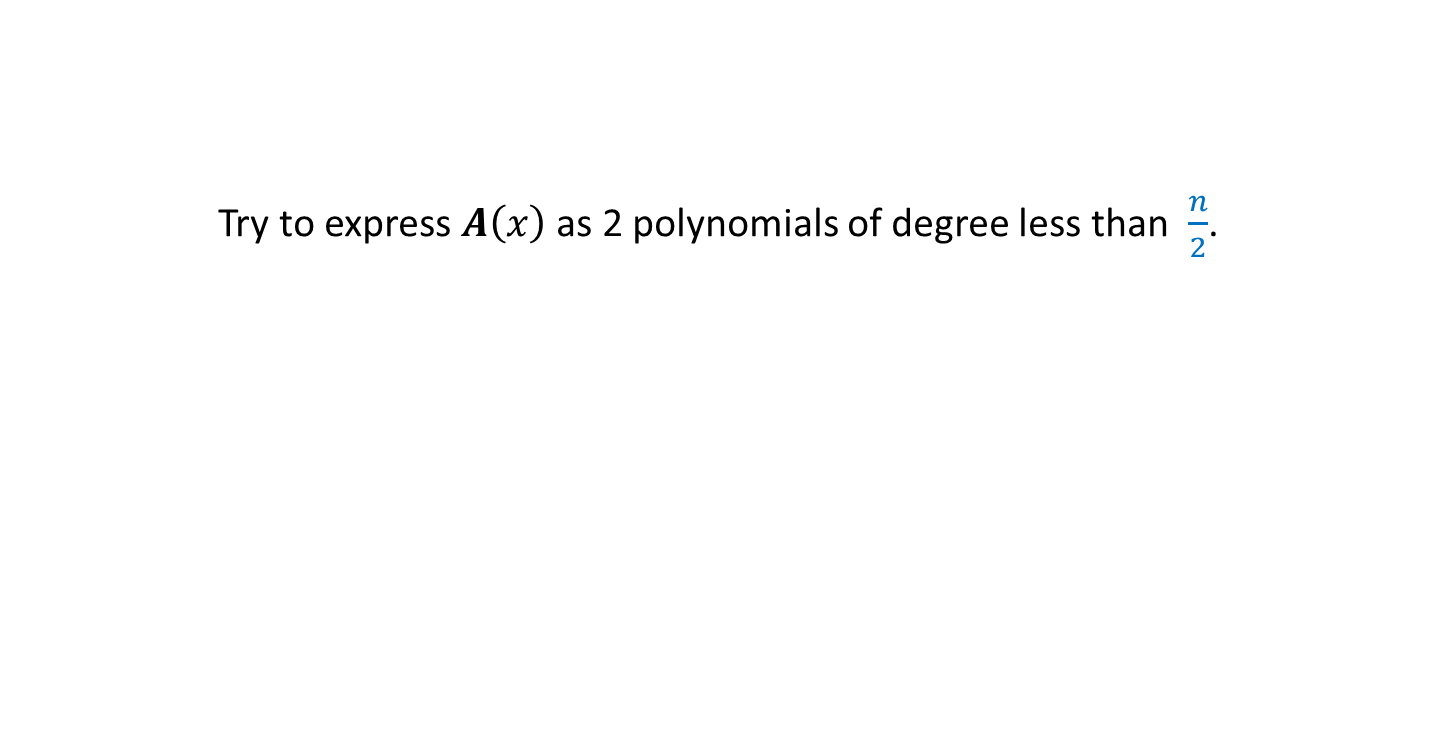 Try to express 𝑨(𝑥) as 2 polynomials of degree less than 𝑛/2.